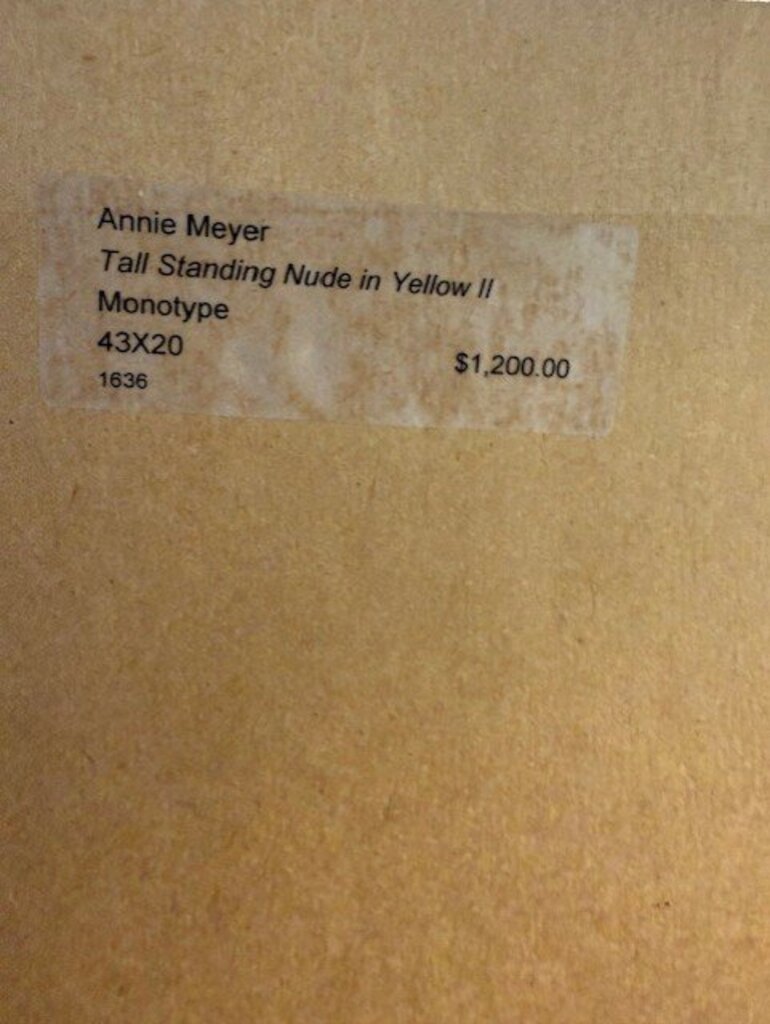 Annie Meyer
Tall Standing Nude in Yellow II
Monotype
43X20
$1,200.00
1636